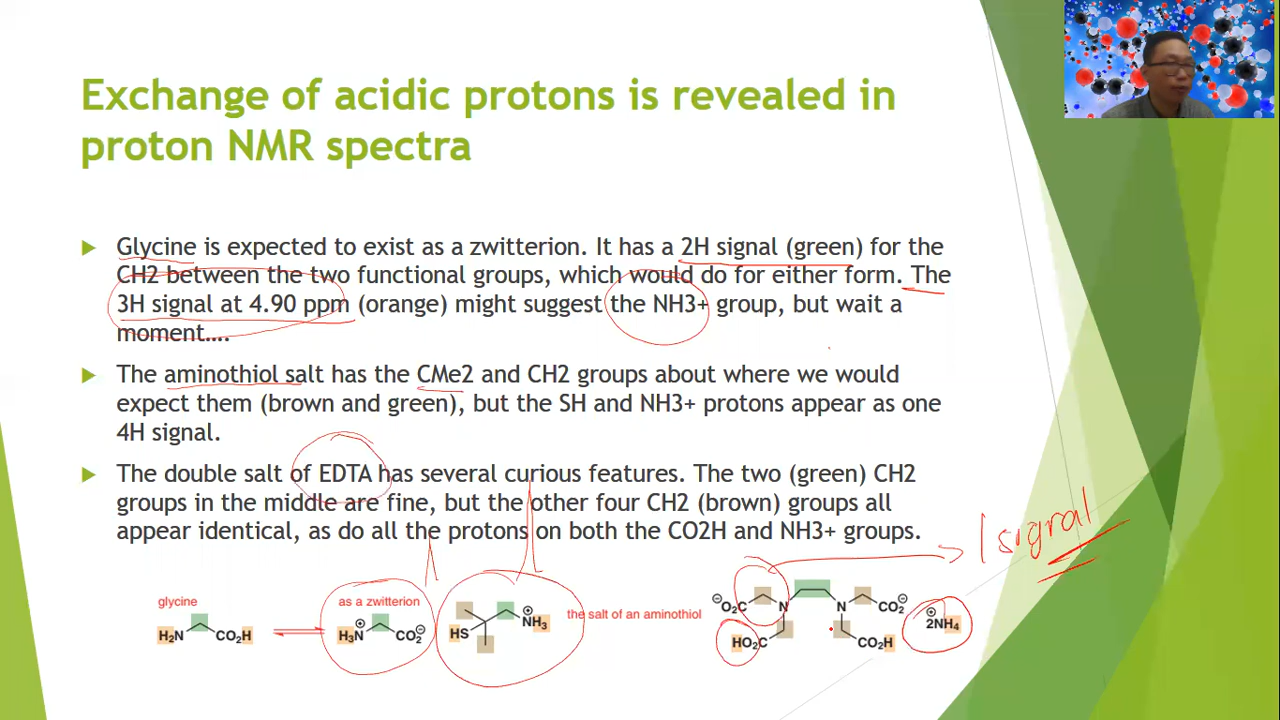 Exchange of acidic protons is revealed in
proton NMR spectra
Glycine is expected to exist as a zwitterion. It has a 2H signal (green) for the
CH2 between the two functional groups, which would do for either form. The
3H signal at 4.90 ppm (orange) might suggest the NH3+ group, but wait a
moment….
The aminothiol salt has the CMe2 and CH2 groups about where we would
expect them (brown and green), but the SH and NH3+ protons appear as one
4H signal.
The double salt of EDTA has several curious features. The two (green) CH2
groups in the middle are fine, but the other four CH2 (brown) groups all
appear identical, as do all the protons on both the CO2H and NH3+ groups.
1 signal
glycine
H₂N CO₂H
as a zwitterion
H₃N⊕ CO₂⊖
HS NH₃⊕
the salt of an aminothiol
⊖O₂C N N CO₂⊖
HO₂C CO₂H
2NH₄⊕